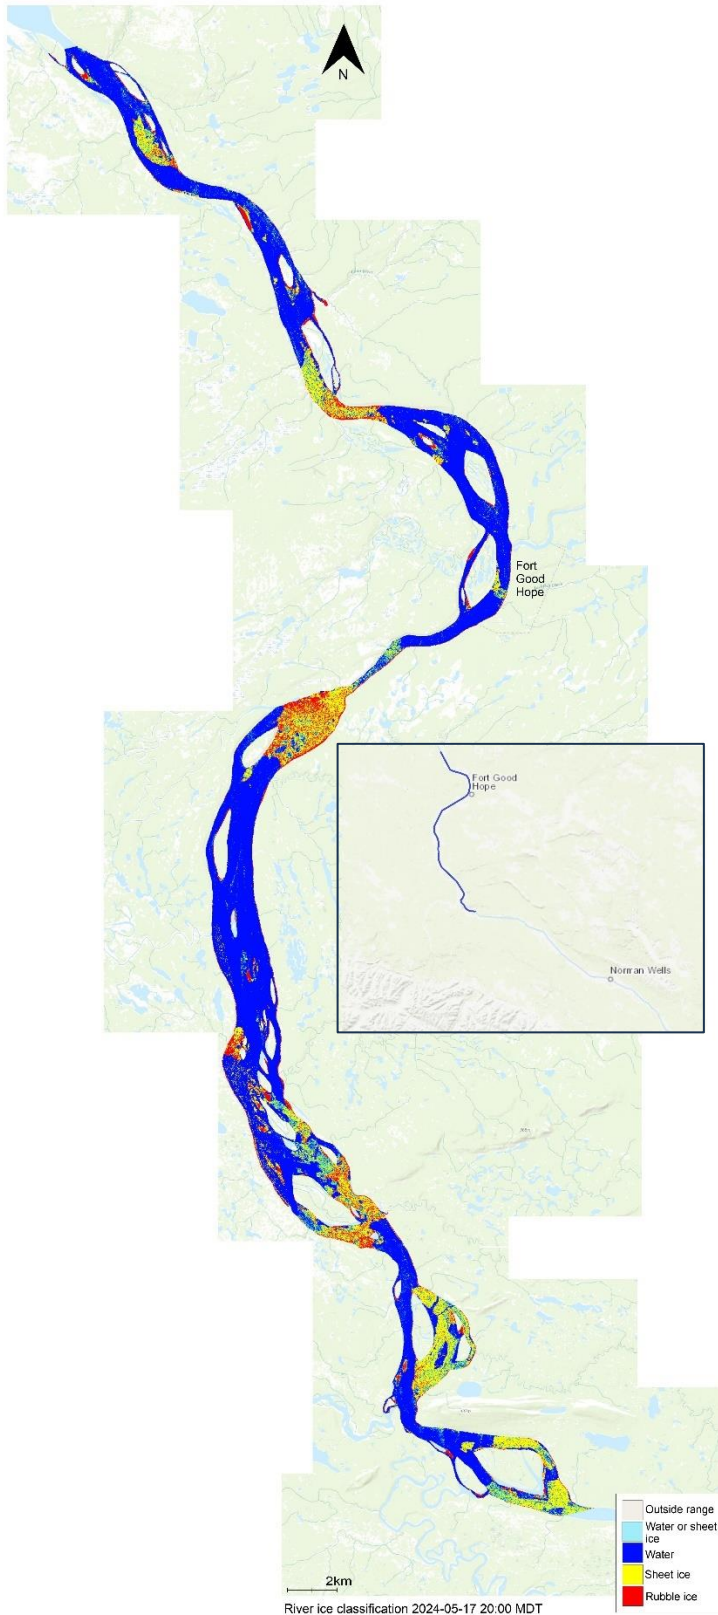 N
Fort
Good
Hope
Fort Good
Hope
Norman Wells
Outside range
Water or sheet
ice
Water
Sheet ice
Rubble ice
2km
River ice classification 2024-05-17 20:00 MDT